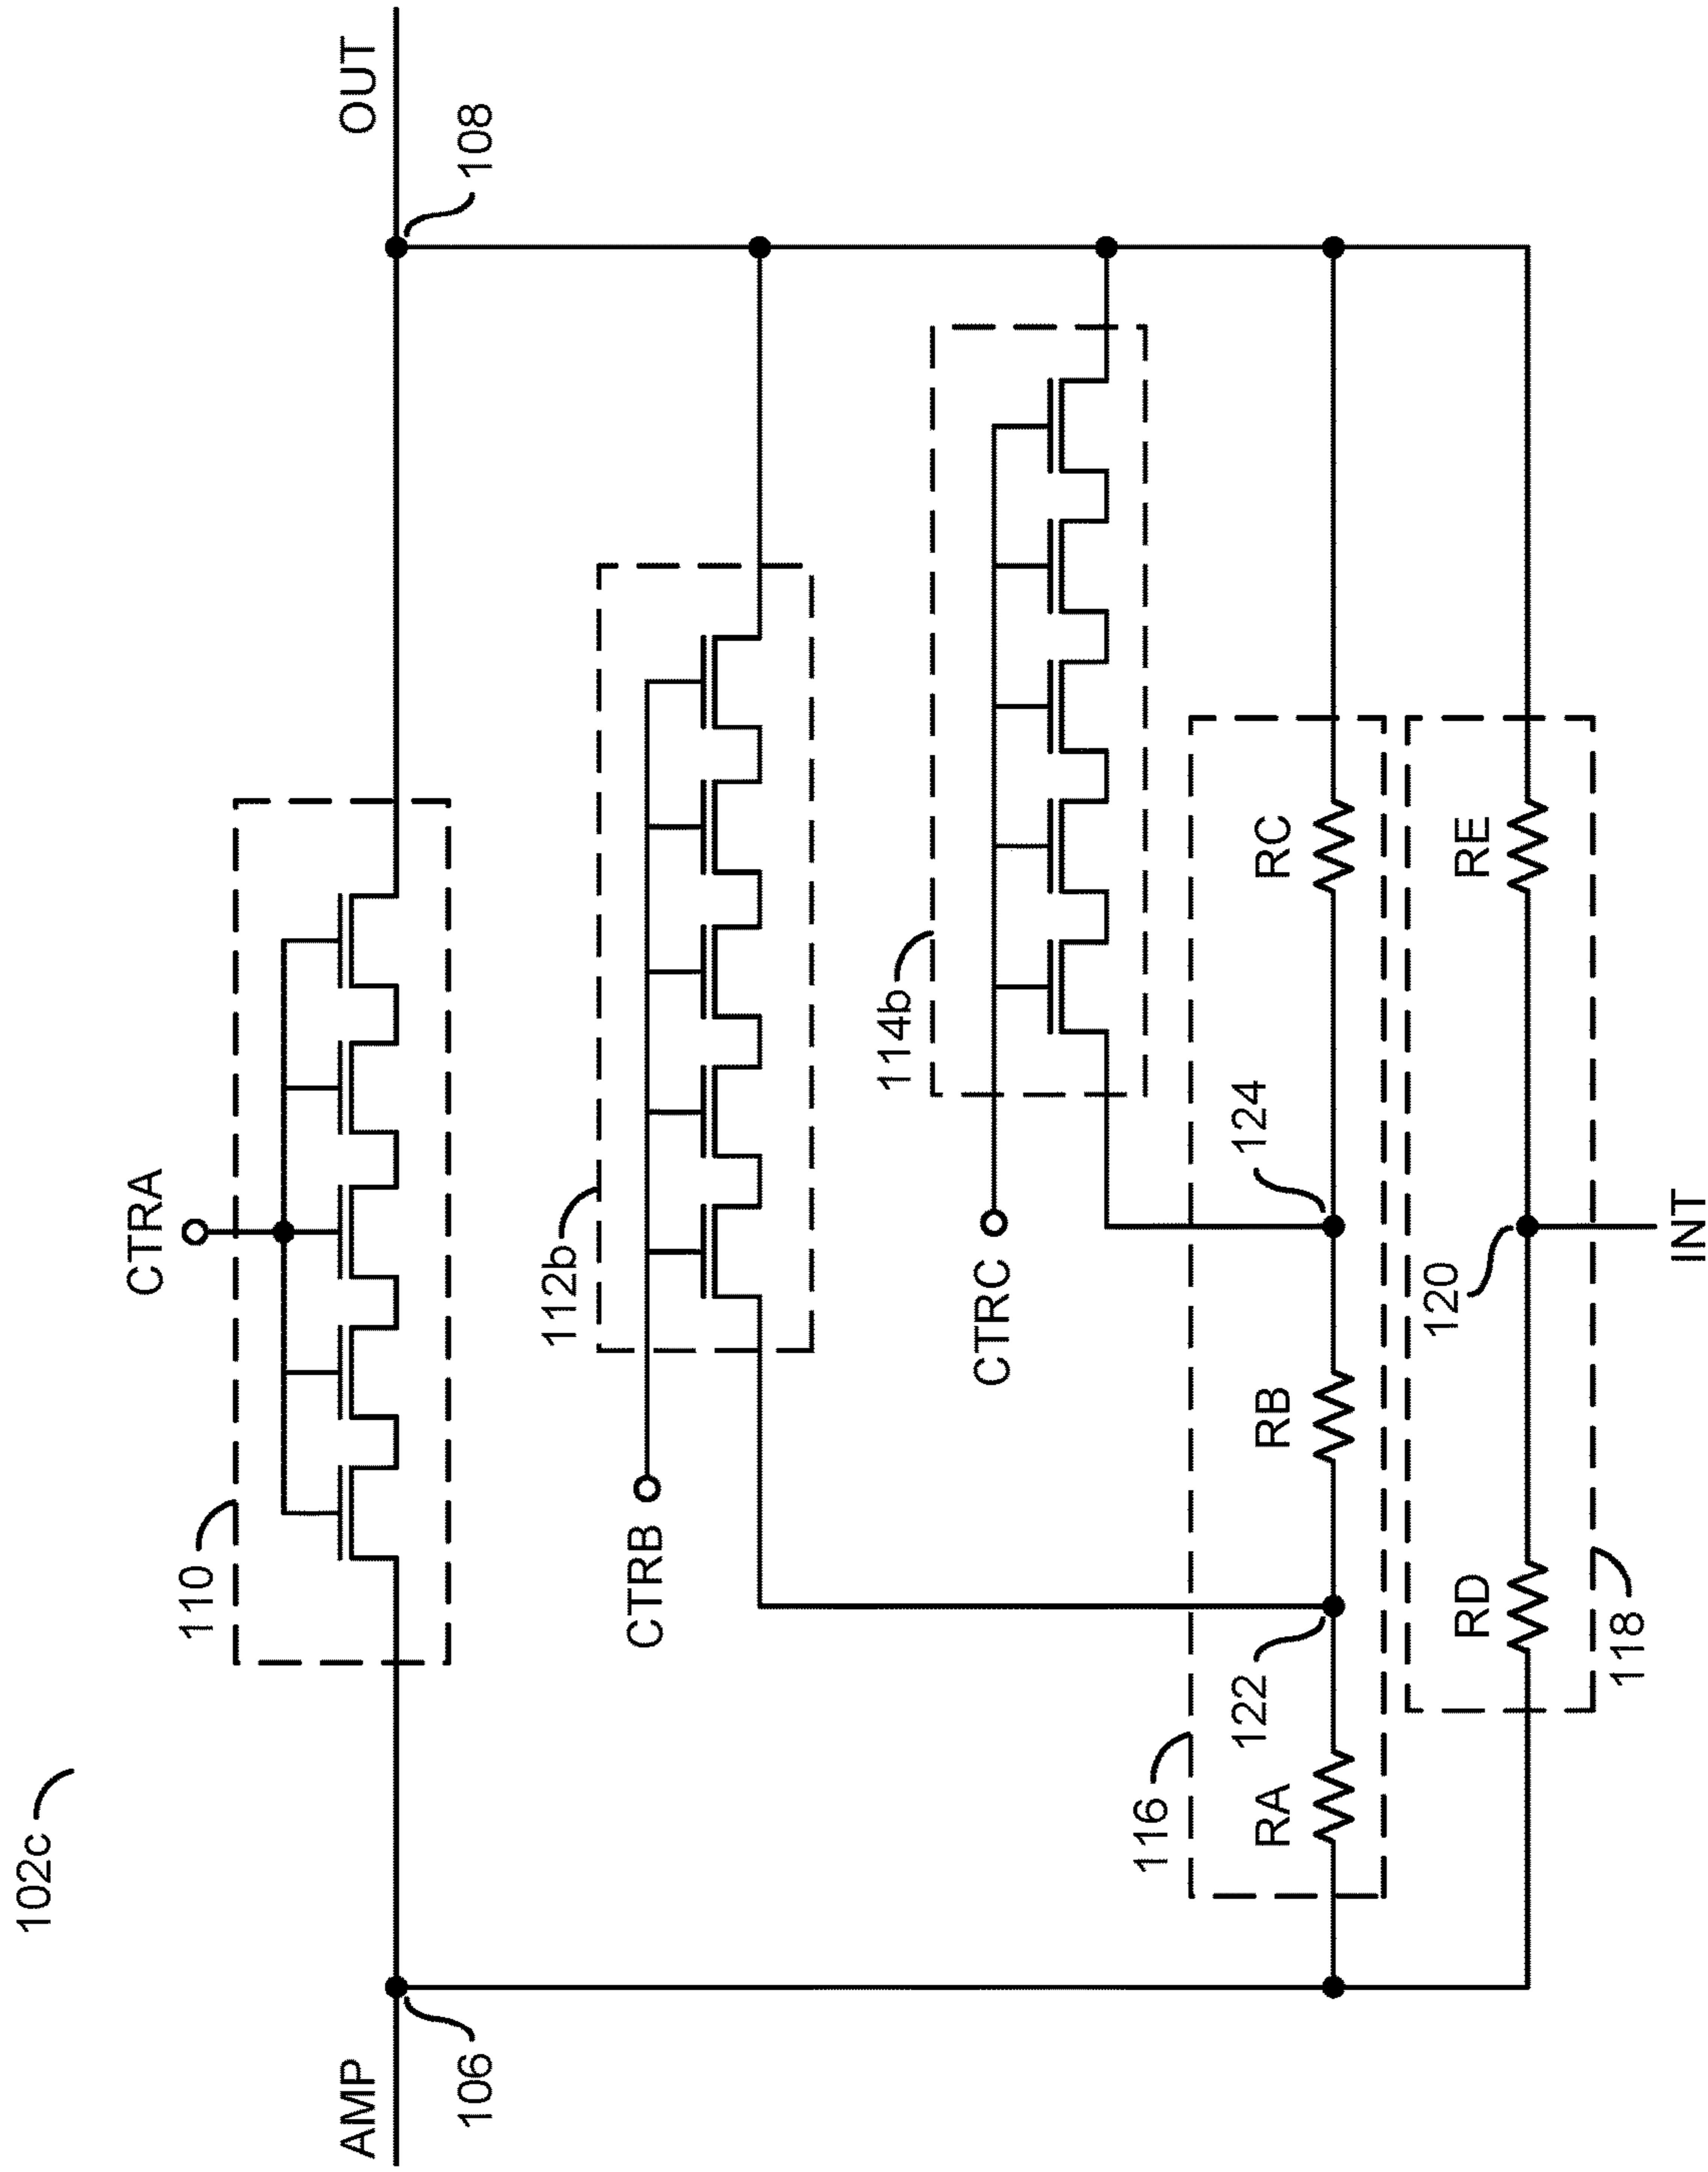 102c
CTRA
110
AMP
OUT
106
108
112b
CTRB
114b
CTRC
116
122
124
RA
RB
RC
120
RD
RE
118
INT